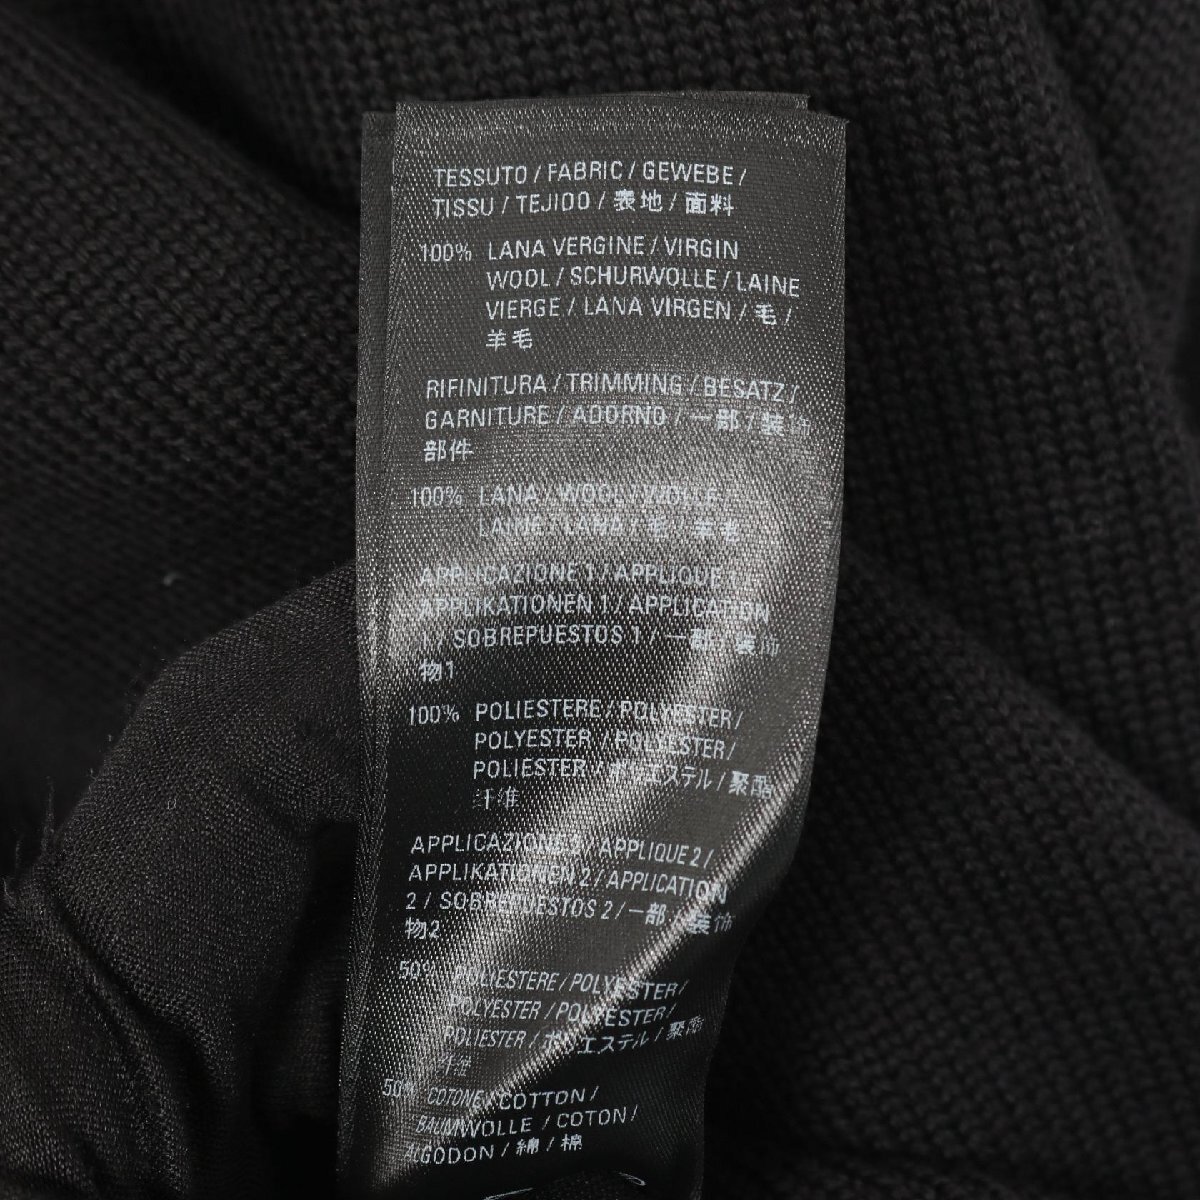 TESSUTO / FABRIC / GEWEBE /
TISSU / TEJIDO / 表地 / 面料
100% LANA VERGINE / VIRGIN
WOOL / SCHURWOLLE / LAINE
VIERGE / LANA VIRGEN / 毛 /
羊毛
RIFINITURA / TRIMMING / BESATZ /
GARNITURE / ADORNO / 一部 / 装饰
部件
100% LANA / WOOL / WOLLE
LAINE / LANA / 毛 / 羊毛
APPLICAZIONE 1 / APPLIQUE 1 /
APPLIKATIONEN 1 / APPLICATION
1 / SOBREPUESTOS 1 / 一部 / 装饰
物1
100% POLIESTERE / POLYESTER /
POLYESTER / POLYESTER /
POLIESTER / ポリエステル / 聚酯
纤维
APPLICAZIONE 2 / APPLIQUE 2 /
APPLIKATIONEN 2 / APPLICATION
2 / SOBREPUESTOS 2 / 一部 / 装饰
物2
50% POLIESTERE / POLYESTER /
POLYESTER / POLYESTER /
POLIESTER / ポリエステル / 聚酯
纤维
50% COTONE / COTTON /
BAUMWOLLE / COTON /
ALGODON / 綿 / 棉